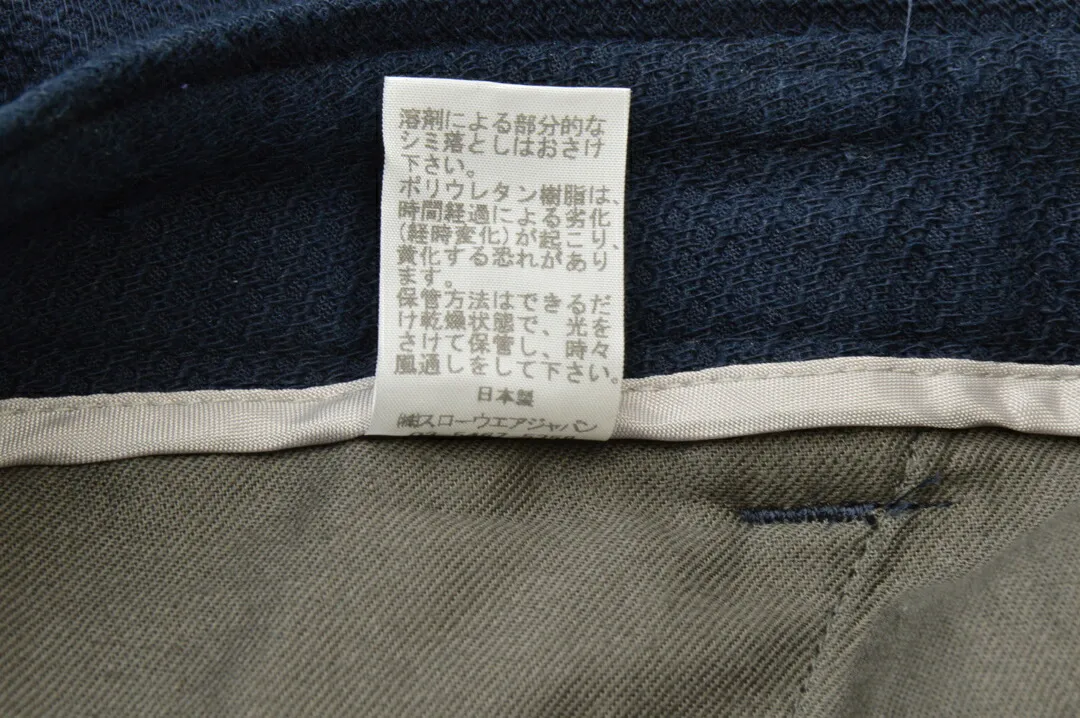 溶剤による部分的な
シミ落としはおさけ
下さい。
ポリウレタン樹脂は、
時間経過による劣化
(経時変化)が起こり、
黄化する恐れがあり
ます。
保管方法はできるだ
け乾燥状態で、光を
さけて保管し、時々
風通しをして下さい。
日本製
㈱スローウエアジャパン